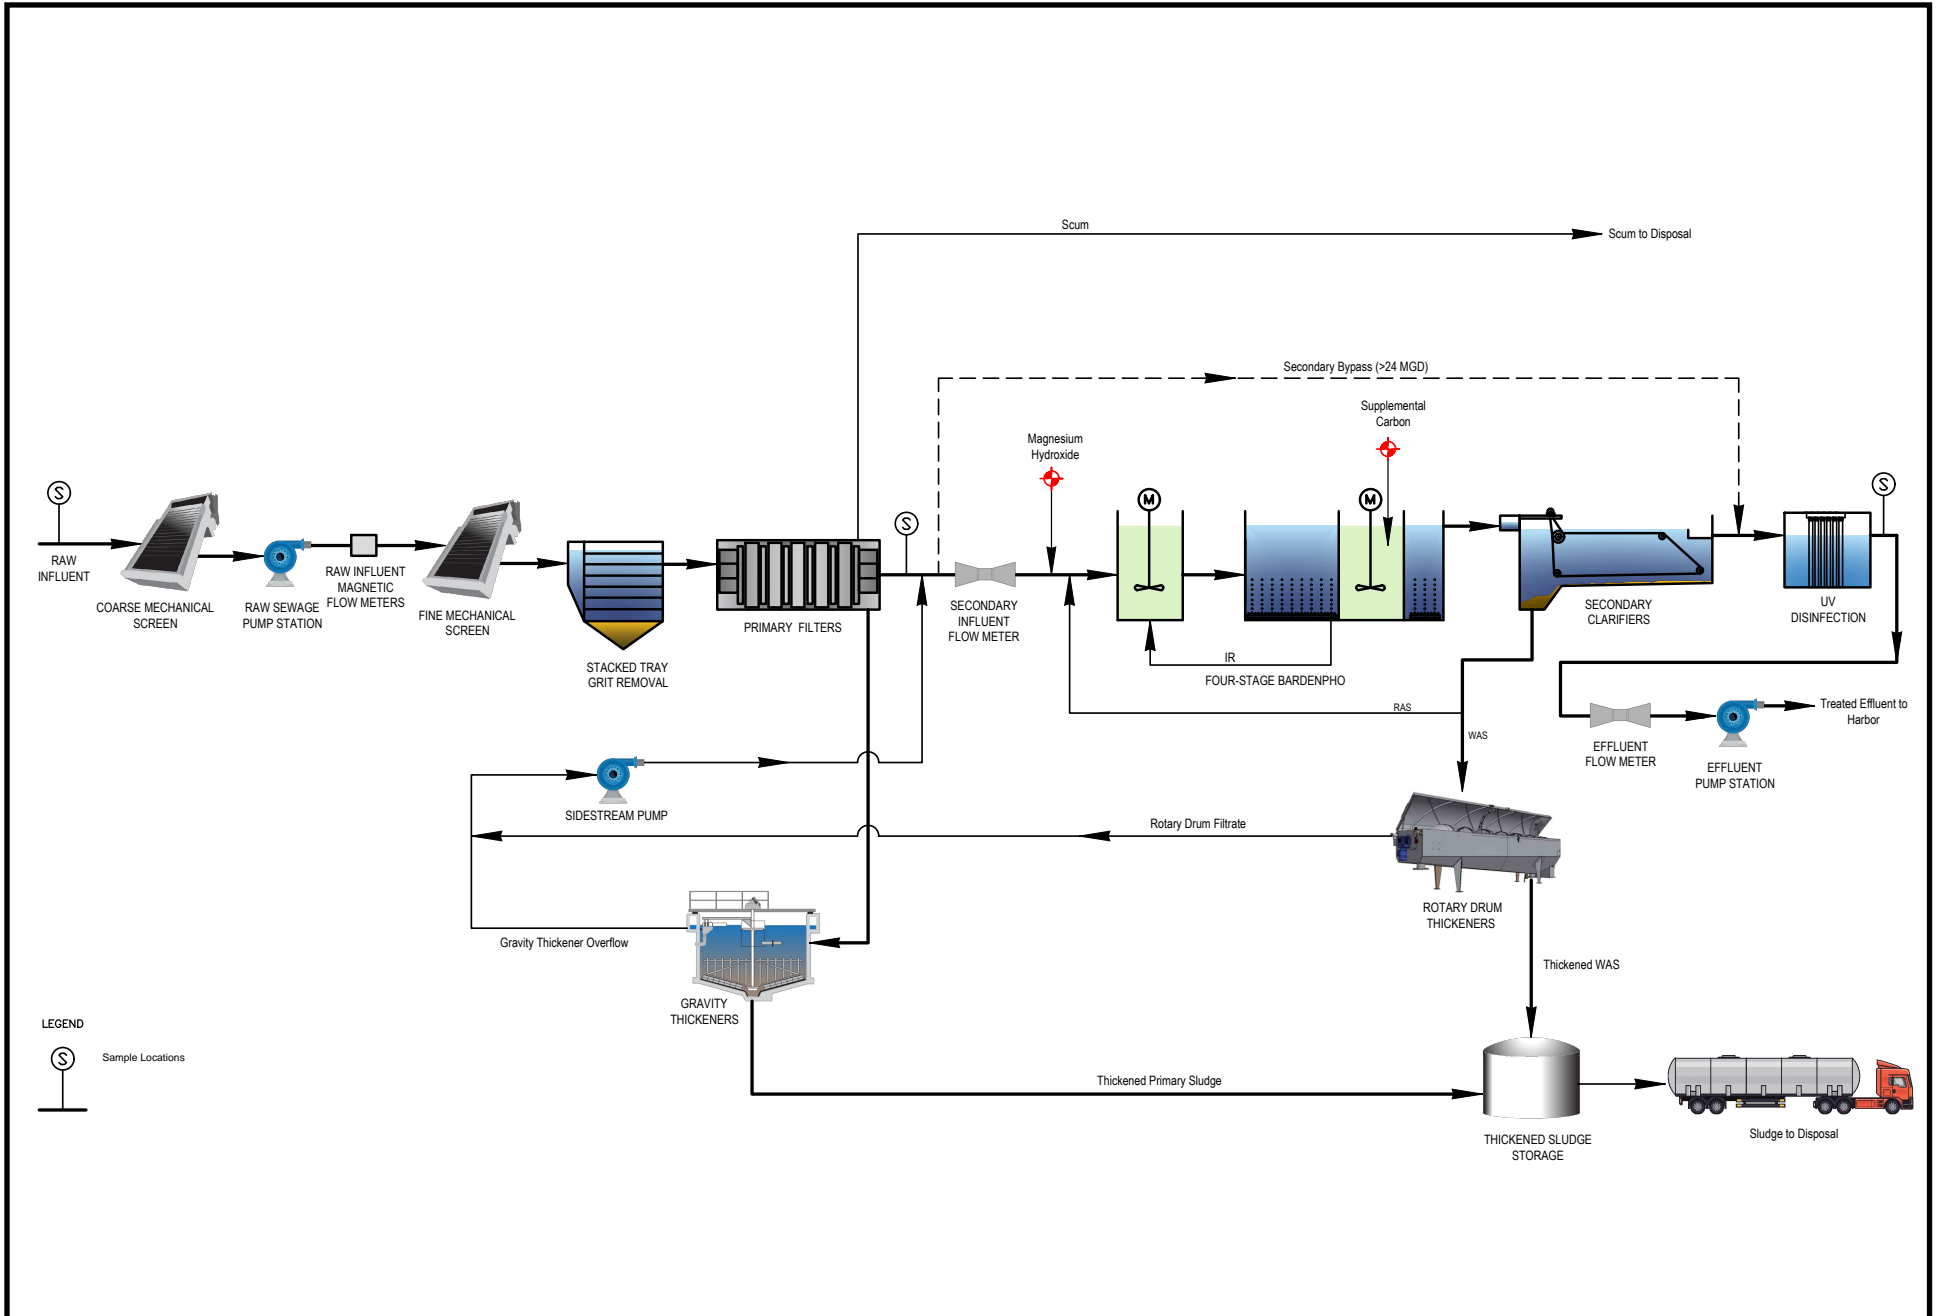 Scum
Scum to Disposal
Secondary Bypass (>24 MGD)
Supplemental
Carbon
Magnesium
Hydroxide
S
S
S
M
M
RAW
INFLUENT
COARSE MECHANICAL
SCREEN
RAW SEWAGE
PUMP STATION
RAW INFLUENT
MAGNETIC
FLOW METERS
FINE MECHANICAL
SCREEN
STACKED TRAY
GRIT REMOVAL
PRIMARY FILTERS
SECONDARY
INFLUENT
FLOW METER
IR
FOUR-STAGE BARDENPHO
SECONDARY
CLARIFIERS
UV
DISINFECTION
RAS
WAS
Treated Effluent to
Harbor
EFFLUENT
FLOW METER
EFFLUENT
PUMP STATION
SIDESTREAM PUMP
Rotary Drum Filtrate
ROTARY DRUM
THICKENERS
Gravity Thickener Overflow
GRAVITY
THICKENERS
Thickened WAS
Thickened Primary Sludge
THICKENED SLUDGE
STORAGE
Sludge to Disposal
LEGEND
S
Sample Locations